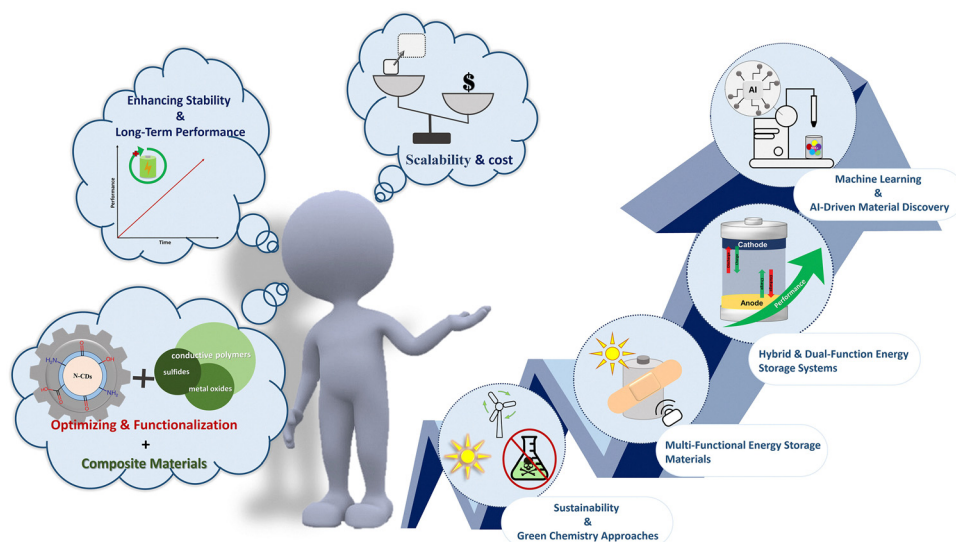 Enhancing Stability
&
Long-Term Performance
Performance
Time
$
Scalability & cost
N-CDs
O
OH
H₂N
O
HO
NH₂
O
+
conductive polymers
sulfides
metal oxides
Optimizing & Functionalization
+
Composite Materials
AI
Machine Learning
&
AI-Driven Material Discovery
Cathode
Anode
Performance
Hybrid & Dual-Function Energy
Storage Systems
Multi-Functional Energy Storage
Materials
Sustainability
&
Green Chemistry Approaches